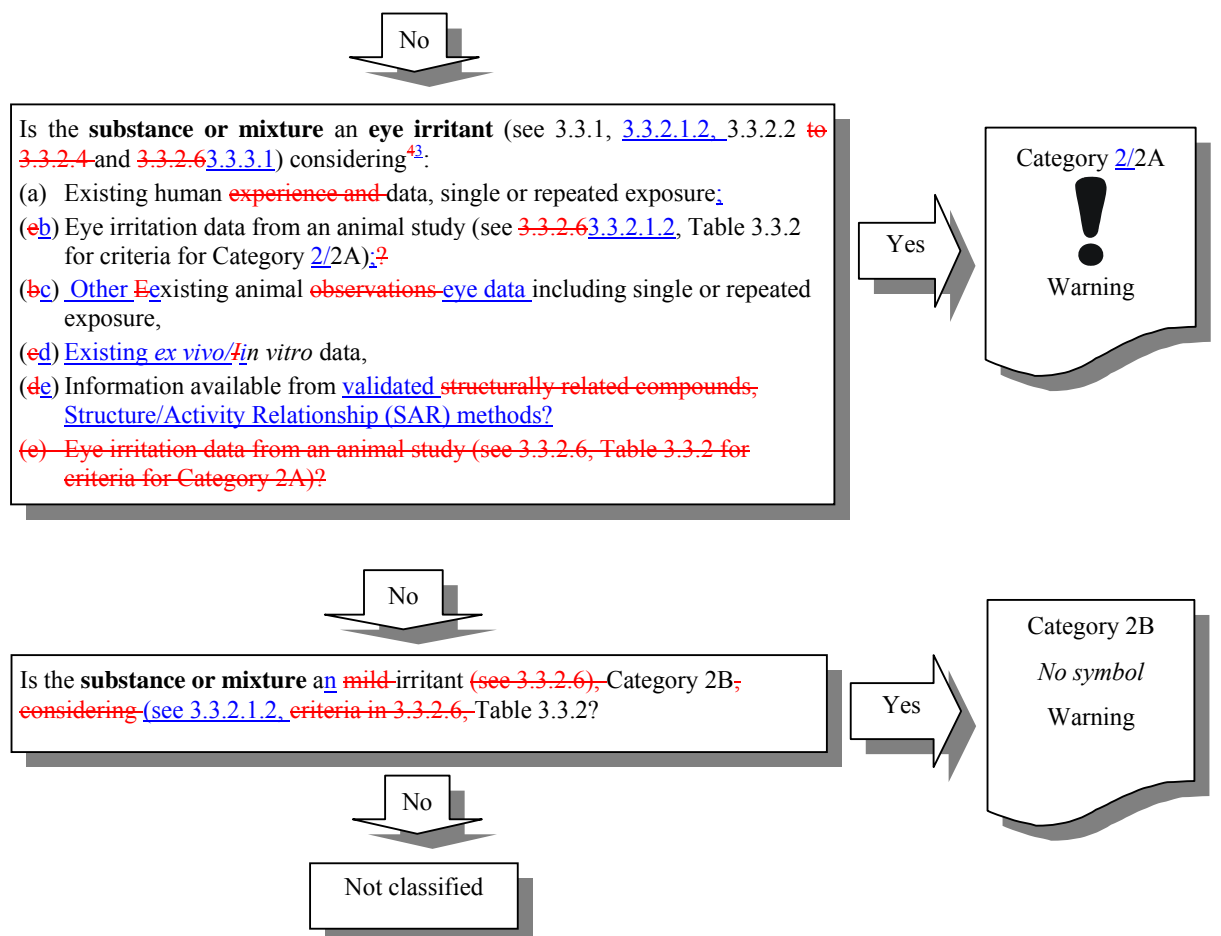 No
Is the substance or mixture an eye irritant (see 3.3.1, 3.3.2.1.2, 3.3.2.2 to
3.3.2.4 and 3.3.2.63.3.3.1) considering43:
(a) Existing human experience and data, single or repeated exposure;
(eb) Eye irritation data from an animal study (see 3.3.2.63.3.2.1.2, Table 3.3.2
for criteria for Category 2/2A);?
(bc) Other Eexisting animal observations eye data including single or repeated
exposure,
(cd) Existing ex vivo/Iin vitro data,
(de) Information available from validated structurally related compounds,
Structure/Activity Relationship (SAR) methods?
(e) Eye irritation data from an animal study (see 3.3.2.6, Table 3.3.2 for
criteria for Category 2A)?
Yes
Category 2/2A
Warning
No
Is the substance or mixture an mild irritant (see 3.3.2.6), Category 2B,
considering (see 3.3.2.1.2, criteria in 3.3.2.6, Table 3.3.2?
Yes
Category 2B
No symbol
Warning
No
Not classified